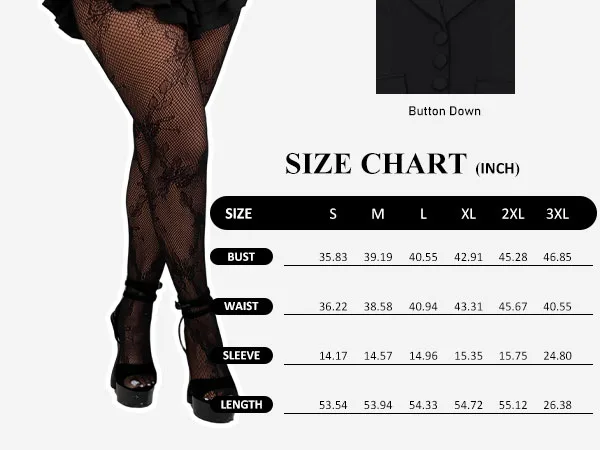 Button Down
SIZE CHART (INCH)
SIZE S M L XL 2XL 3XL
BUST 35.83 39.19 40.55 42.91 45.28 46.85
WAIST 36.22 38.58 40.94 43.31 45.67 40.55
SLEEVE 14.17 14.57 14.96 15.35 15.75 24.80
LENGTH 53.54 53.94 54.33 54.72 55.12 26.38